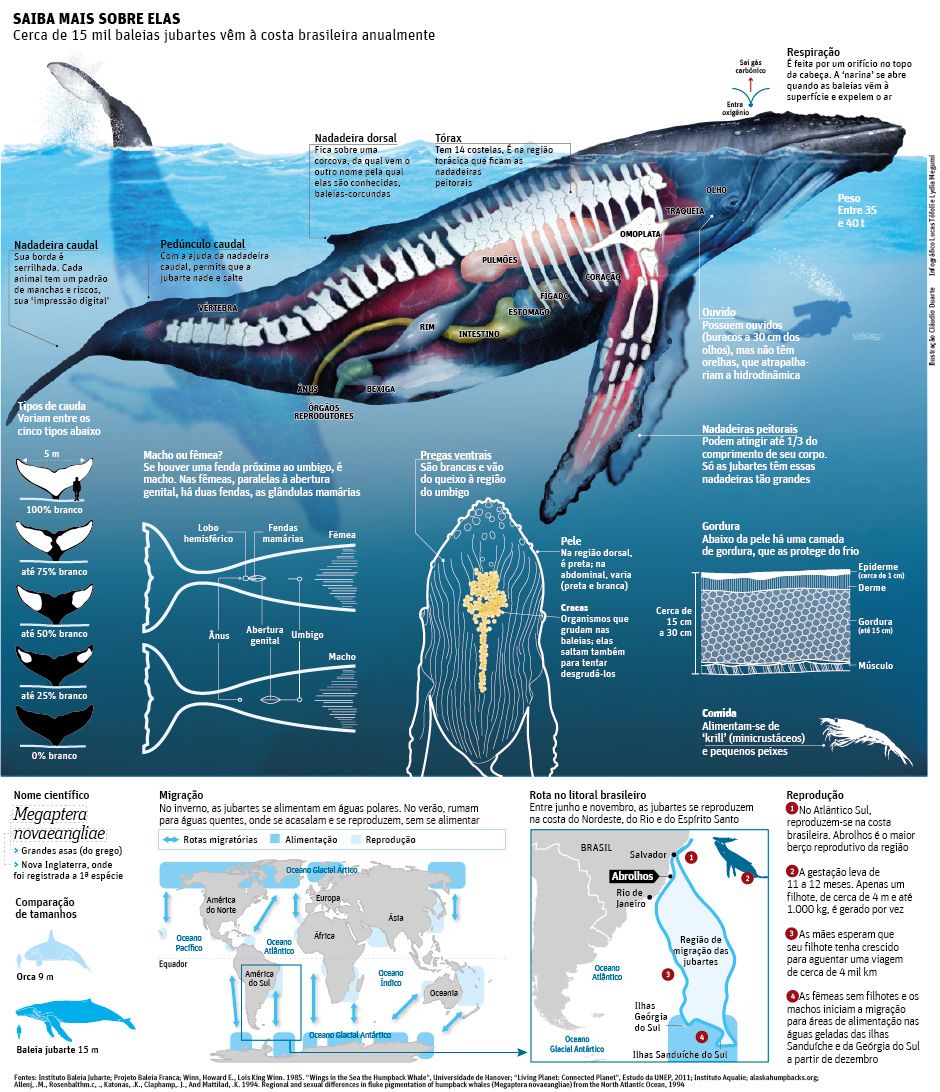 SAIBA MAIS SOBRE ELAS
Cerca de 15 mil baleias jubartes vêm à costa brasileira anualmente
Respiração
É feita por um orifício no topo
da cabeça. A ‘narina’ se abre
quando as baleias vêm à
superfície e expelem o ar
Sai gás
carbônico
Entra
oxigênio
Nadadeira dorsal
Fica sobre uma
corcova, da qual vem o
outro nome pela qual
elas são conhecidas,
baleias-corcundas
Tórax
Tem 14 costelas. É na região
torácica que ficam as
nadadeiras
peitorais
Peso
Entre 35
e 40 t
Ilustração Cláudio Duarte Infográfico Lucas Tófoli e Lydia Megumi
Nadadeira caudal
Sua borda é
serrilhada. Cada
animal tem um padrão
de manchas e riscos,
sua ‘impressão digital’
Pedúnculo caudal
Com a ajuda da nadadeira
caudal, permite que a
jubarte nade e salte
OLHO
TRAQUEIA
OMOPLATA
PULMÕES
CORAÇÃO
FÍGADO
ESTOMAGO
INTESTINO
RIM
VÉRTEBRA
BEXIGA
ÂNUS
ÓRGÃOS
REPRODUTORES
Ouvido
Possuem ouvidos
(buracos a 30 cm dos
olhos), mas não têm
orelhas, que atrapalha-
riam a hidrodinâmica
Tipos de cauda
Variam entre os
cinco tipos abaixo
5 m
100% branco
até 75% branco
até 50% branco
até 25% branco
0% branco
Macho ou fêmea?
Se houver uma fenda próxima ao umbigo, é
macho. Nas fêmeas, paralelas à abertura
genital, há duas fendas, as glândulas mamárias
Lobo
hemisférico
Fendas
mamárias
Fêmea
Ânus
Abertura
genital
Umbigo
Macho
Pregas ventrais
São brancas e vão
do queixo à região
do umbigo
Nadadeiras peitorais
Podem atingir até 1/3 do
comprimento de seu corpo.
Só as jubartes têm essas
nadadeiras tão grandes
Pele
Na região dorsal,
é preta; na
abdominal, varia
(preta e branca)
Cracas
Organismos que
grudam nas
baleias; elas
saltam também
para tentar
desgrudá-los
Gordura
Abaixo da pele há uma camada
de gordura, que as protege do frio
Cerca de
15 cm
a 30 cm
Epiderme
(cerca de 1 cm)
Derme
Gordura
(até 15 cm)
Músculo
Comida
Alimentam-se de
‘krill’ (minicrustáceos)
e pequenos peixes
Nome científico
Megaptera
novaeangliae
> Grandes asas (do grego)
> Nova Inglaterra, onde
foi registrada a 1ª espécie
Comparação
de tamanhos
Orca 9 m
Baleia jubarte 15 m
Migração
No inverno, as jubartes se alimentam em águas polares. No verão, rumam
para águas quentes, onde se acasalam e se reproduzem, sem se alimentar
Rotas migratórias
Alimentação
Reprodução
Oceano Glacial Ártico
América
do Norte
Europa
Ásia
Oceano
Pacífico
Oceano
Atlântico
África
Equador
América
do Sul
Oceano
Índico
Oceania
Oceano Glacial Antártico
Rota no litoral brasileiro
Entre junho e novembro, as jubartes se reproduzem
na costa do Nordeste, do Rio e do Espírito Santo
BRASIL
Salvador
1
2
Abrolhos
Rio de
Janeiro
Região de
migração das
jubartes
Oceano
Atlântico
3
Ilhas
Geórgia
do Sul
4
Oceano
Glacial Antártico
Ilhas Sanduíche do Sul
Reprodução
1 No Atlântico Sul,
reproduzem-se na costa
brasileira. Abrolhos é o maior
berço reprodutivo da região
2 A gestação leva de
11 a 12 meses. Apenas um
filhote, de cerca de 4 m e até
1.000 kg, é gerado por vez
3 As mães esperam que
seu filhote tenha crescido
para aguentar uma viagem
de cerca de 4 mil km
4 As fêmeas sem filhotes e os
machos iniciam a migração
para áreas de alimentação nas
águas geladas das ilhas
Sanduíche e da Geórgia do Sul
a partir de dezembro
Fontes: Instituto Baleia Jubarte; Projeto Baleia Franca; Winn, Howard E., Lois King Winn. 1985. “Wings in the Sea the Humpback Whale”, Universidade de Hanover; “Living Planet: Connected Planet”, Estudo da UNEP, 2011; Instituto Aqualie; alaskahumpbacks.org;
Allenj, .M., Rosenbalthm.c, ., Katonas, .K., Claphamp,. J., and Mattilad, .K. 1994. Regional and sexual differences in fluke pigmentation of humpback whales (Megaptera novaeangliae) from the North Atlantic Ocean, 1994